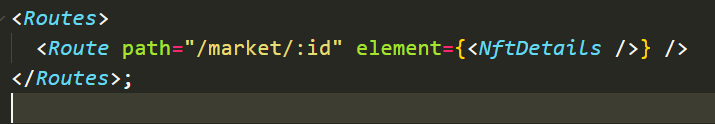 <Routes>
  <Route path="/market/:id" element={<NftDetails />} />
</Routes>;